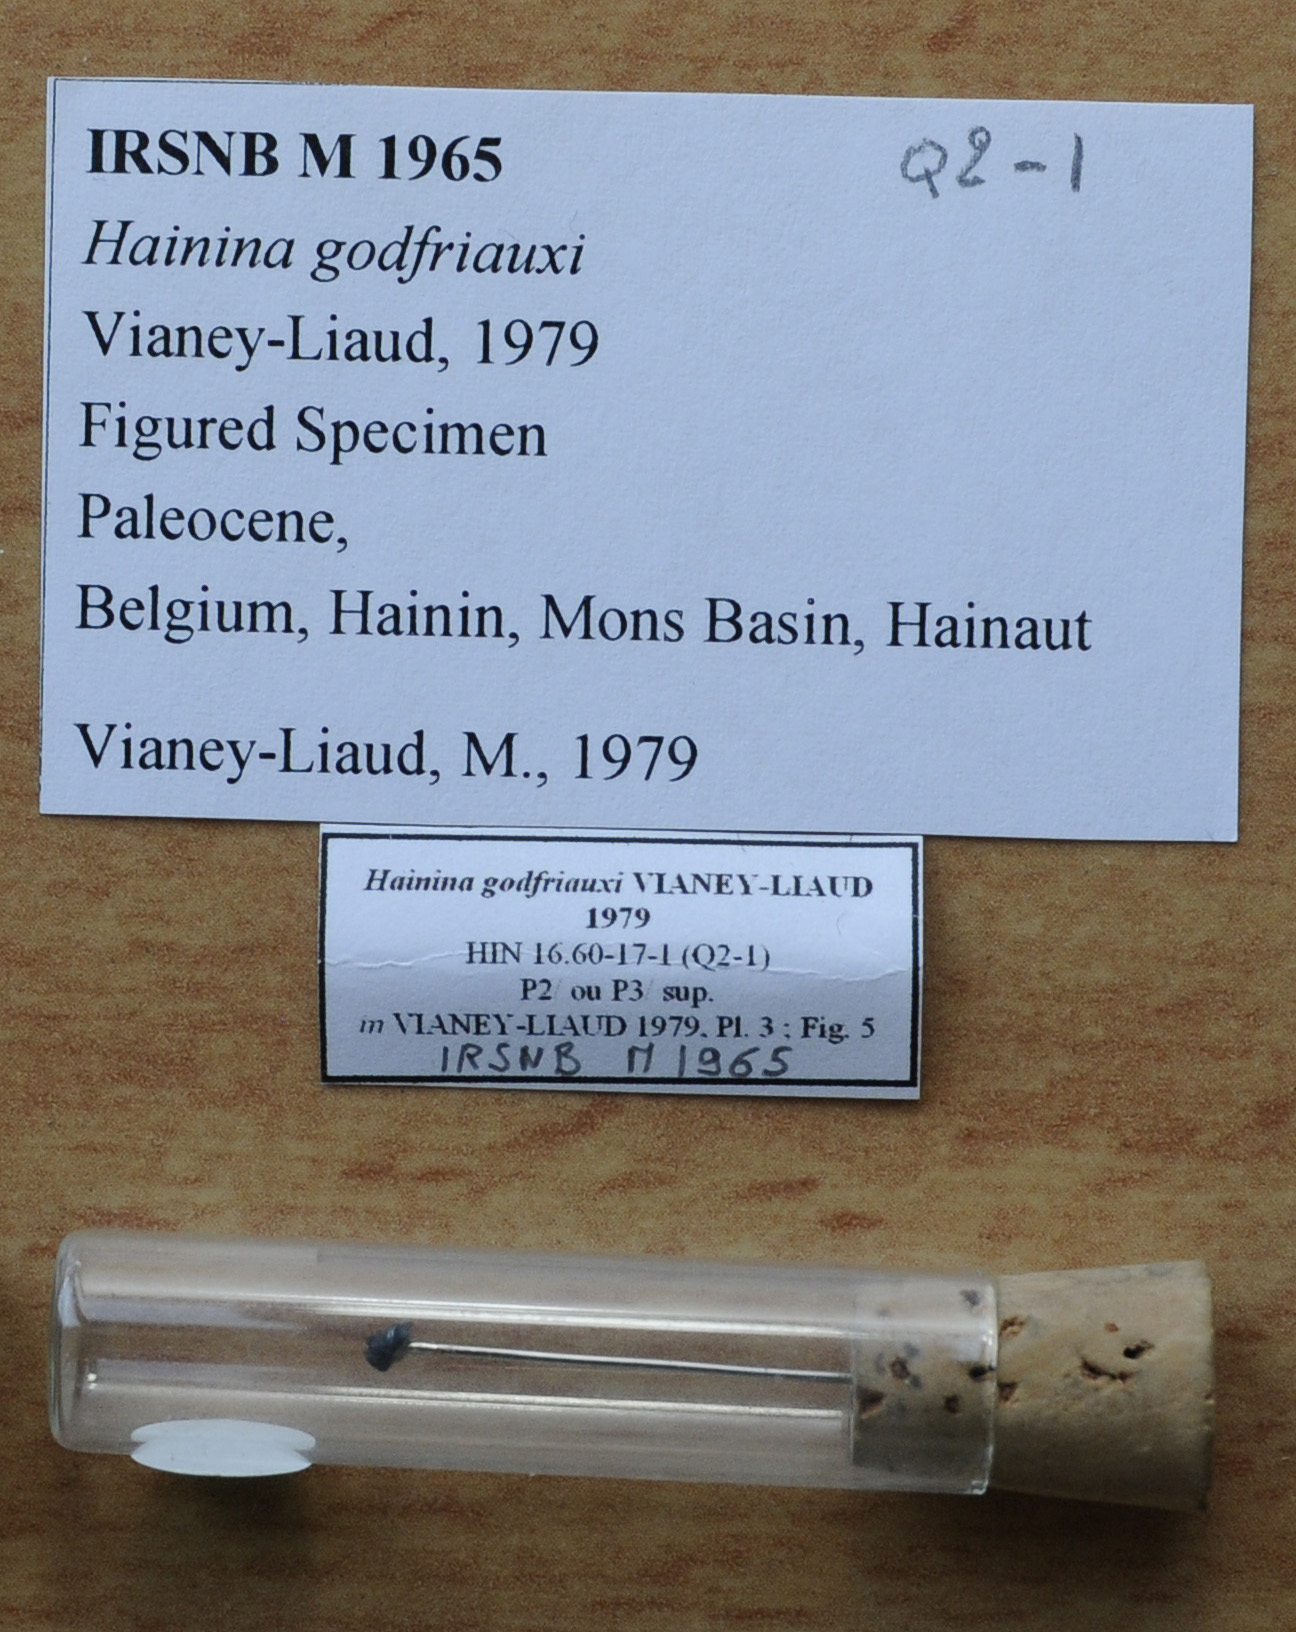 IRSNB M 1965 Q2-1
Hainina godfriauxi
Vianey-Liaud, 1979
Figured Specimen
Paleocene,
Belgium, Hainin, Mons Basin, Hainaut
Vianey-Liaud, M., 1979
Hainina godfriauxi VIANEY-LIAUD
1979
HIN 16.60-17-1 (Q2-1)
P2/ ou P3/ sup.
in VIANEY-LIAUD 1979. Pl. 3 ; Fig. 5
IRSNB M 1965